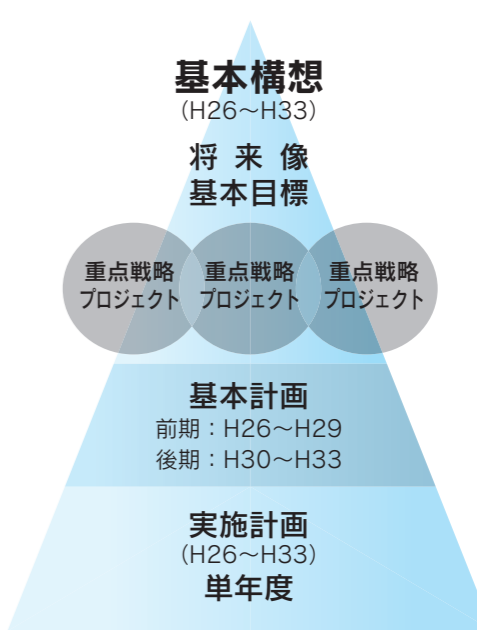 基本構想
（H26〜H33）
将来像
基本目標
重点戦略
プロジェクト
重点戦略
プロジェクト
重点戦略
プロジェクト
基本計画
前期：H26〜H29
後期：H30〜H33
実施計画
（H26〜H33）
単年度